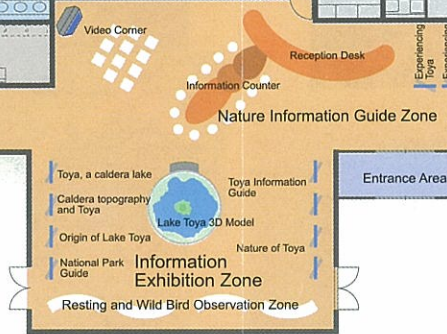 Video Corner
Reception Desk
Experiencing
Toya
Experiencing
Information Counter
Nature Information Guide Zone
Toya, a caldera lake
Toya Information
Guide
Entrance Area
Caldera topography
and Toya
Lake Toya 3D Model
Origin of Lake Toya
Nature of Toya
National Park
Guide
Information
Exhibition Zone
Resting and Wild Bird Observation Zone